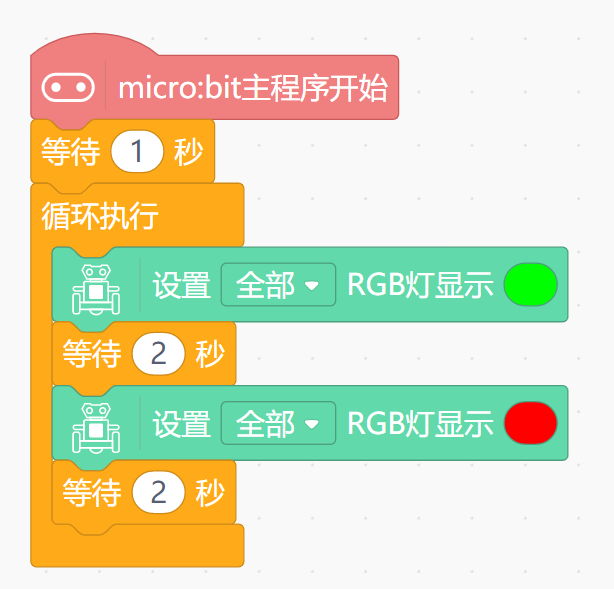 micro:bit主程序开始
等待 1 秒
循环执行
设置 全部 RGB灯显示
等待 2 秒
设置 全部 RGB灯显示
等待 2 秒